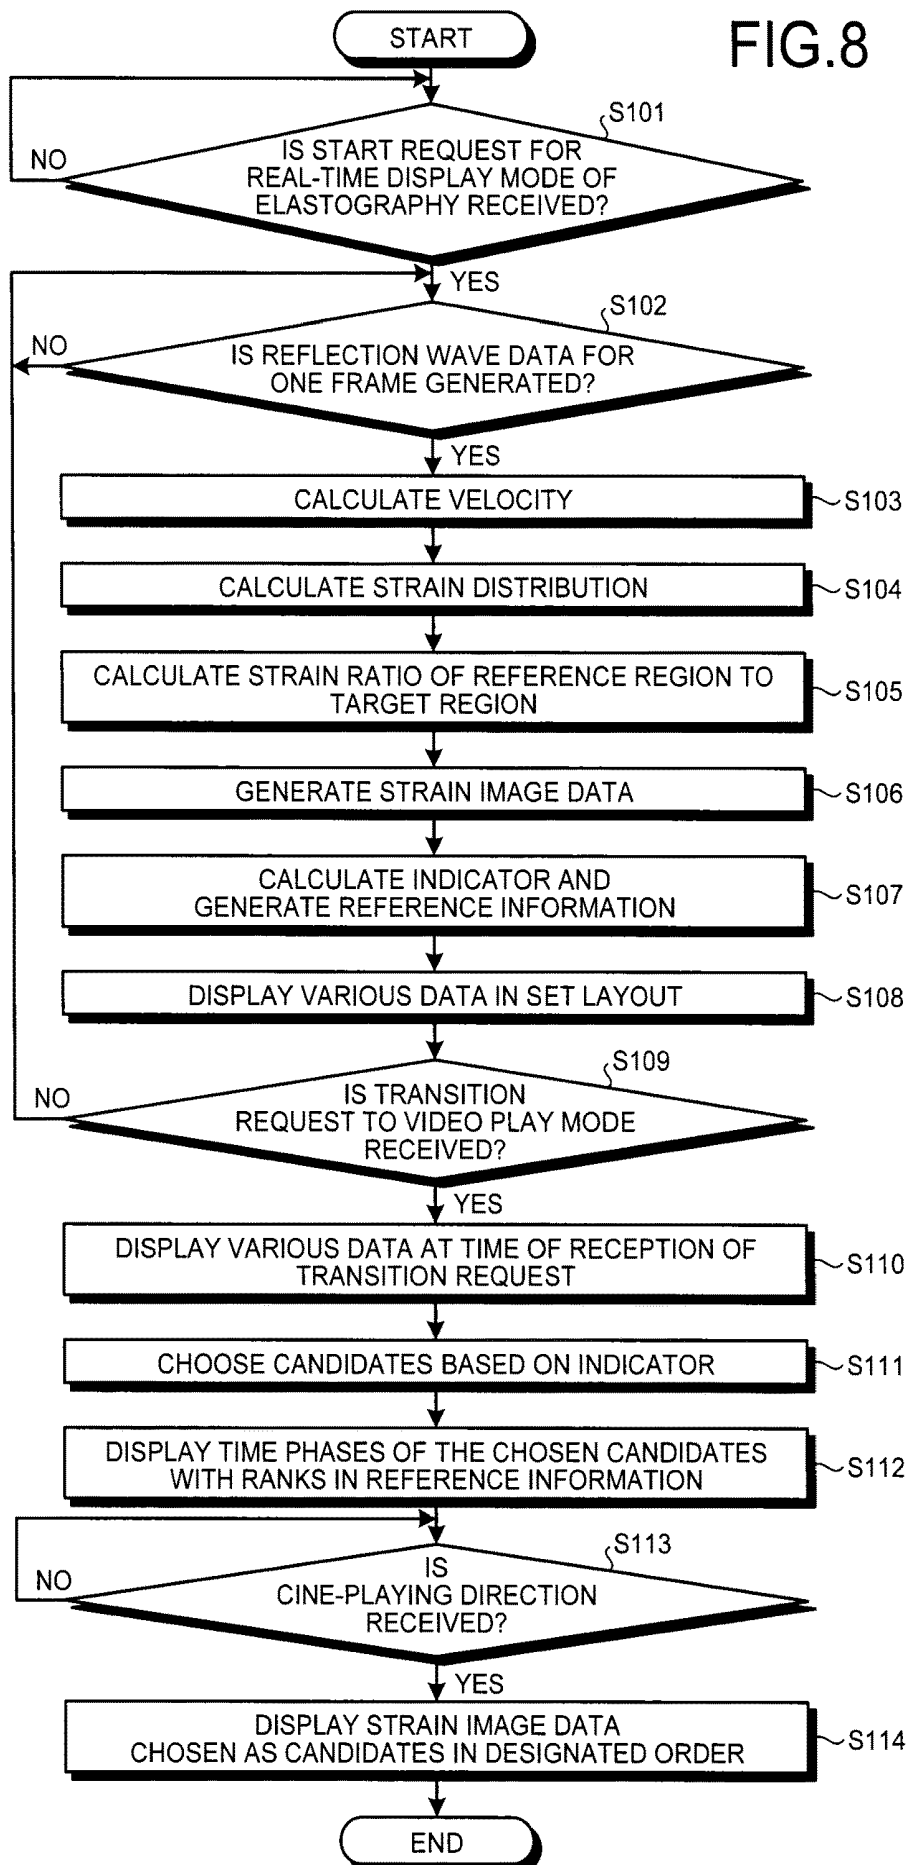 START
FIG.8
S101
NO
IS START REQUEST FOR
REAL-TIME DISPLAY MODE OF
ELASTOGRAPHY RECEIVED?
YES
S102
NO
IS REFLECTION WAVE DATA FOR
ONE FRAME GENERATED?
YES
CALCULATE VELOCITY
S103
CALCULATE STRAIN DISTRIBUTION
S104
CALCULATE STRAIN RATIO OF REFERENCE REGION TO
TARGET REGION
S105
GENERATE STRAIN IMAGE DATA
S106
CALCULATE INDICATOR AND
GENERATE REFERENCE INFORMATION
S107
DISPLAY VARIOUS DATA IN SET LAYOUT
S108
S109
NO
IS TRANSITION
REQUEST TO VIDEO PLAY MODE
RECEIVED?
YES
DISPLAY VARIOUS DATA AT TIME OF RECEPTION OF
TRANSITION REQUEST
S110
CHOOSE CANDIDATES BASED ON INDICATOR
S111
DISPLAY TIME PHASES OF THE CHOSEN CANDIDATES
WITH RANKS IN REFERENCE INFORMATION
S112
S113
NO
IS
CINE-PLAYING DIRECTION
RECEIVED?
YES
DISPLAY STRAIN IMAGE DATA
CHOSEN AS CANDIDATES IN DESIGNATED ORDER
S114
END